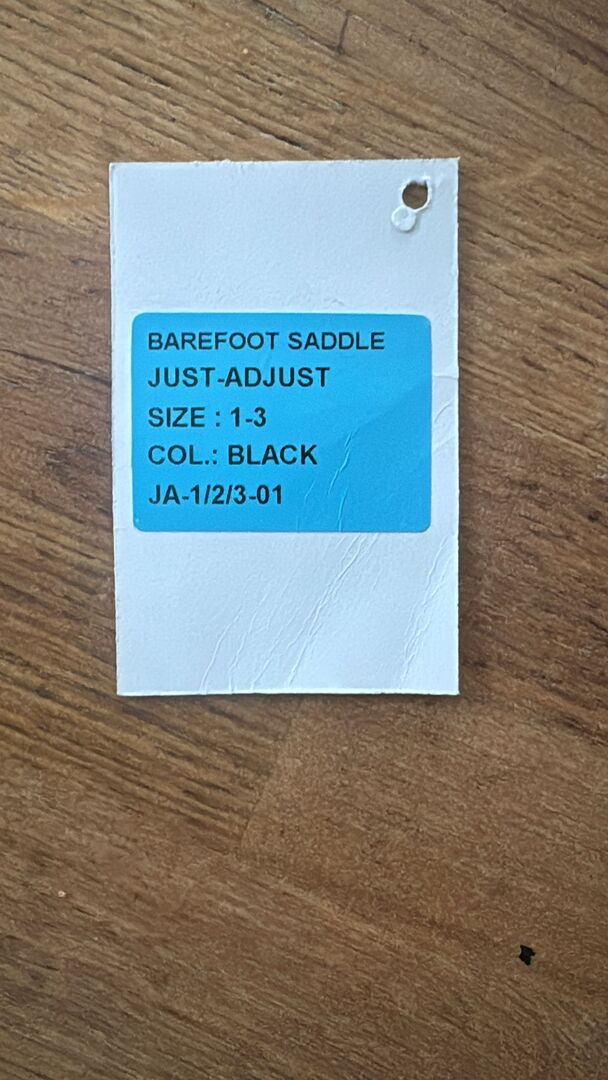 BAREFOOT SADDLE
JUST-ADJUST
SIZE : 1-3
COL.: BLACK
JA-1/2/3-01